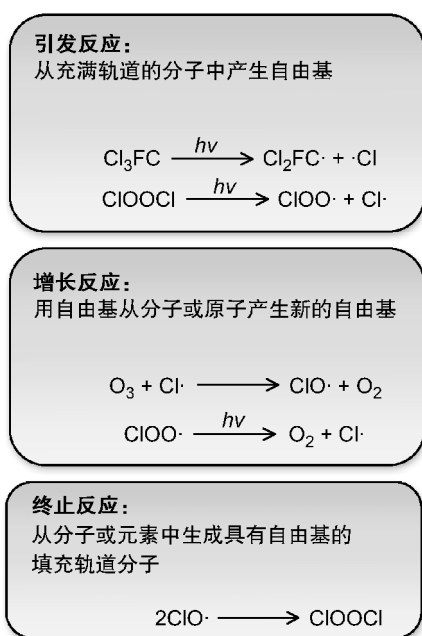 引发反应：
从充满轨道的分子中产生自由基
Cl₃FC hv→ Cl₂FC· + ·Cl
ClOOCl hv→ ClOO· + Cl·
增长反应：
用自由基从分子或原子产生新的自由基
O₃ + Cl· → ClO· + O₂
ClOO· hv→ O₂ + Cl·
终止反应：
从分子或元素中生成具有自由基的
填充轨道分子
2ClO· → ClOOCl